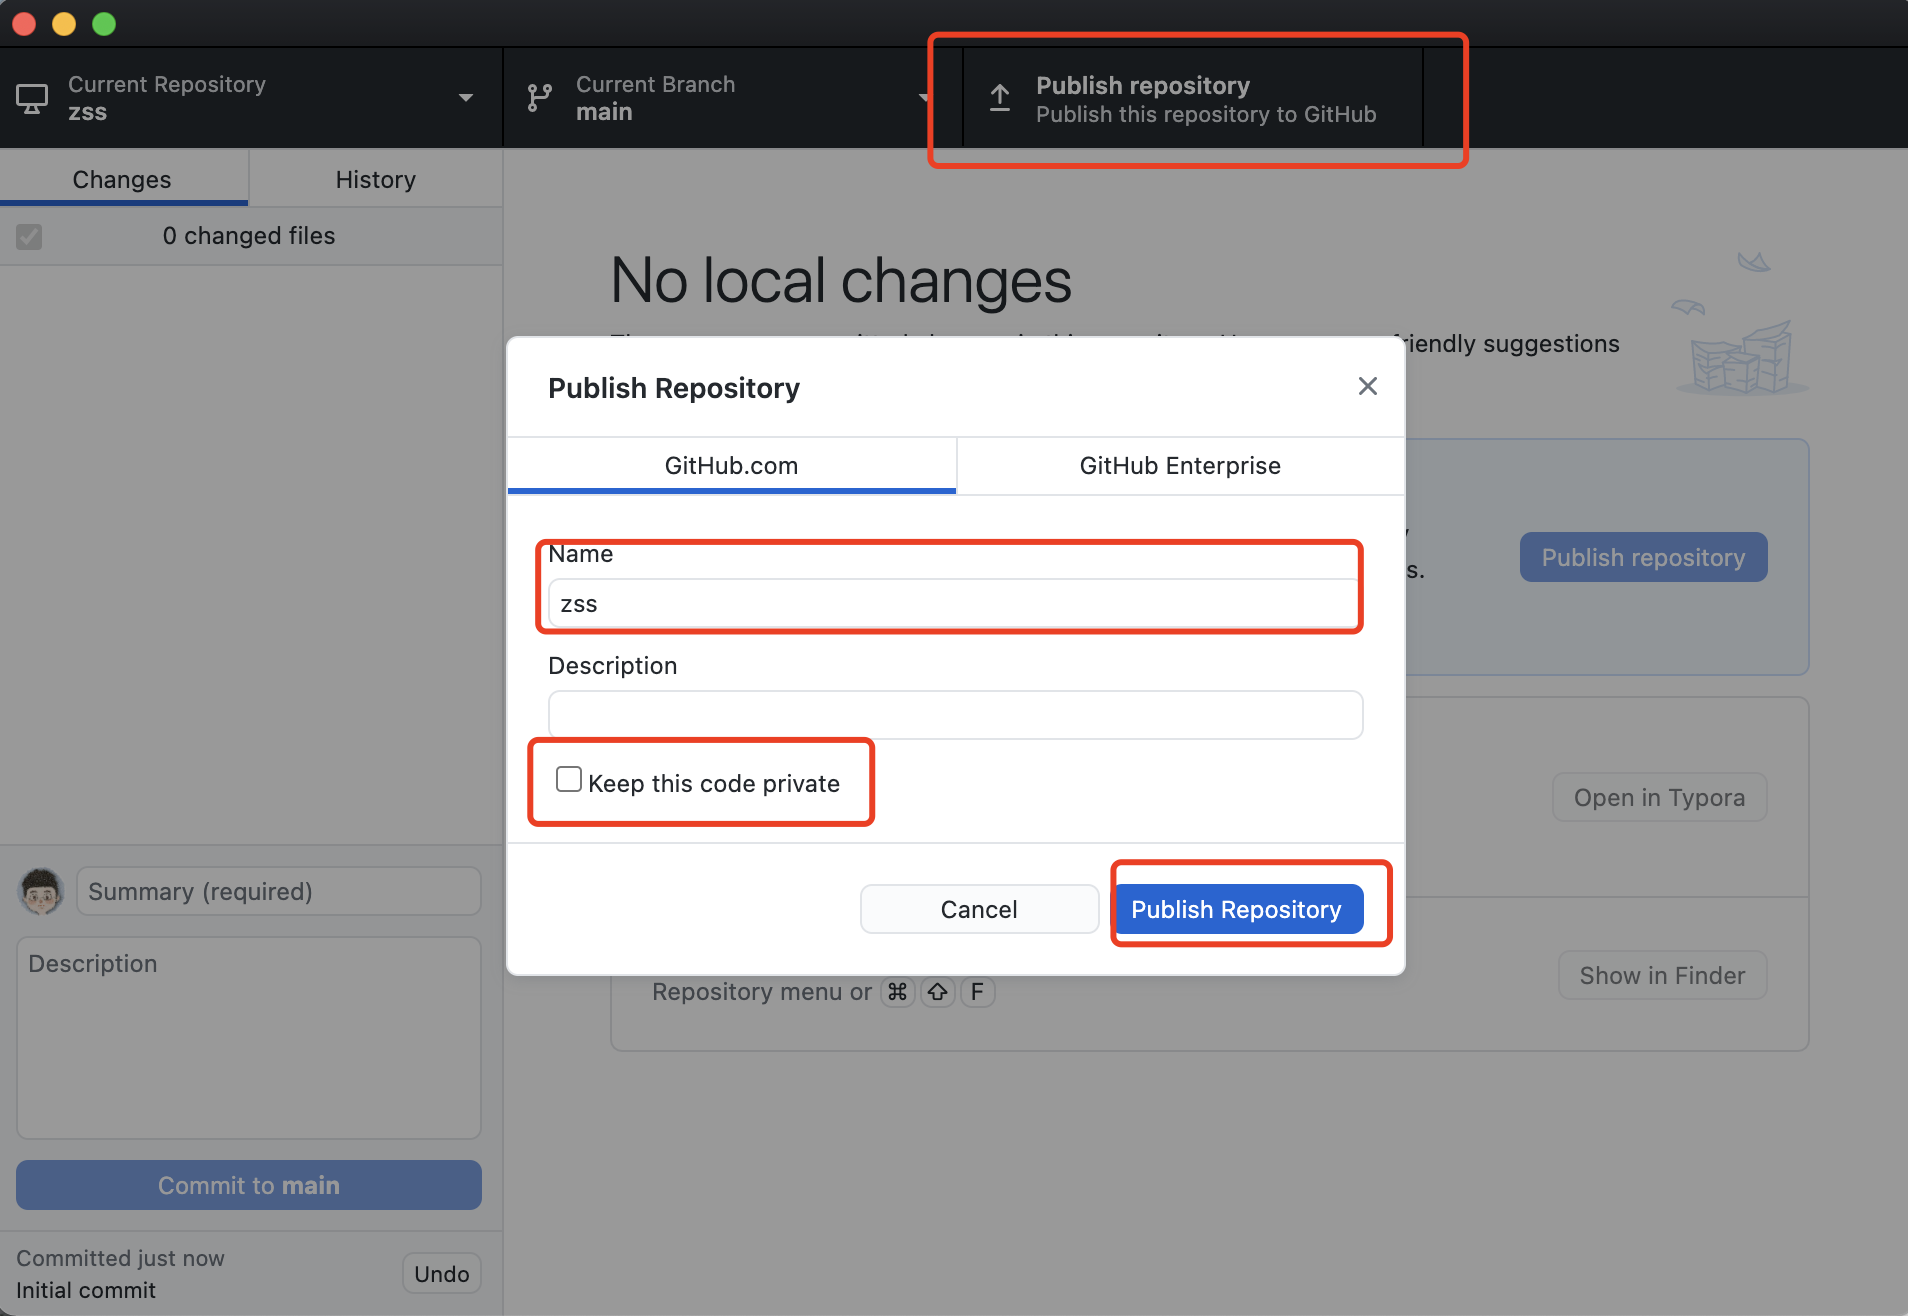 Current Repository
zss
Current Branch
main
Publish repository
Publish this repository to GitHub
Changes
History
0 changed files
No local changes
friendly suggestions
Publish Repository
GitHub.com
GitHub Enterprise
Name
zss
Description
Keep this code private
Cancel
Publish Repository
s.
Publish repository
Open in Typora
Repository menu or ⌘ ⇧ F
Show in Finder
Summary (required)
Description
Commit to main
Committed just now
Initial commit
Undo